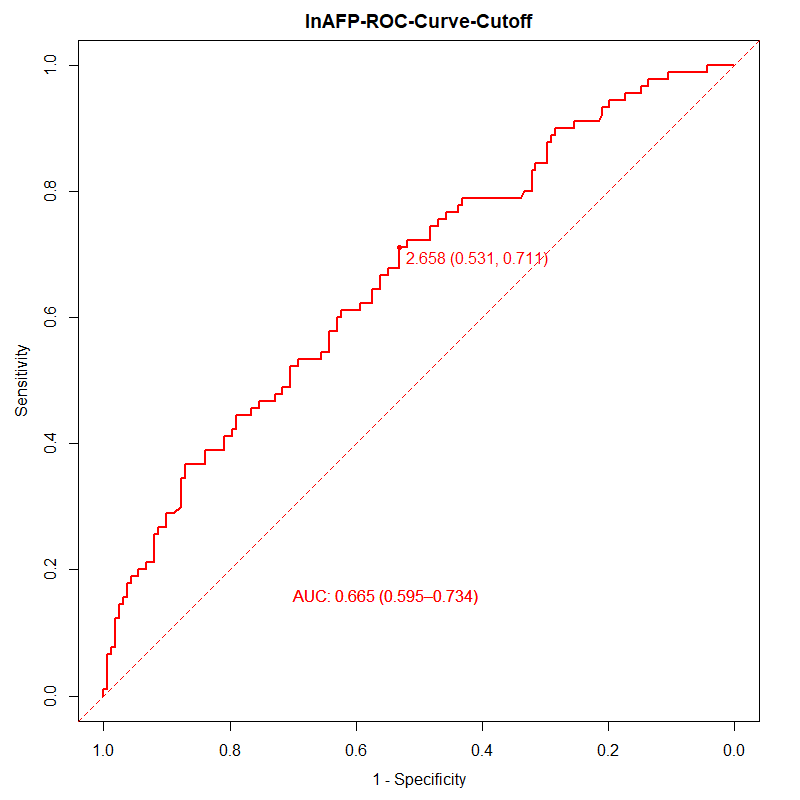 lnAFP-ROC-Curve-Cutoff
1.0
0.8
0.6
0.4
0.2
0.0
Sensitivity
2.658 (0.531, 0.711)
AUC: 0.665 (0.595–0.734)
1.0 0.8 0.6 0.4 0.2 0.0
1 - Specificity